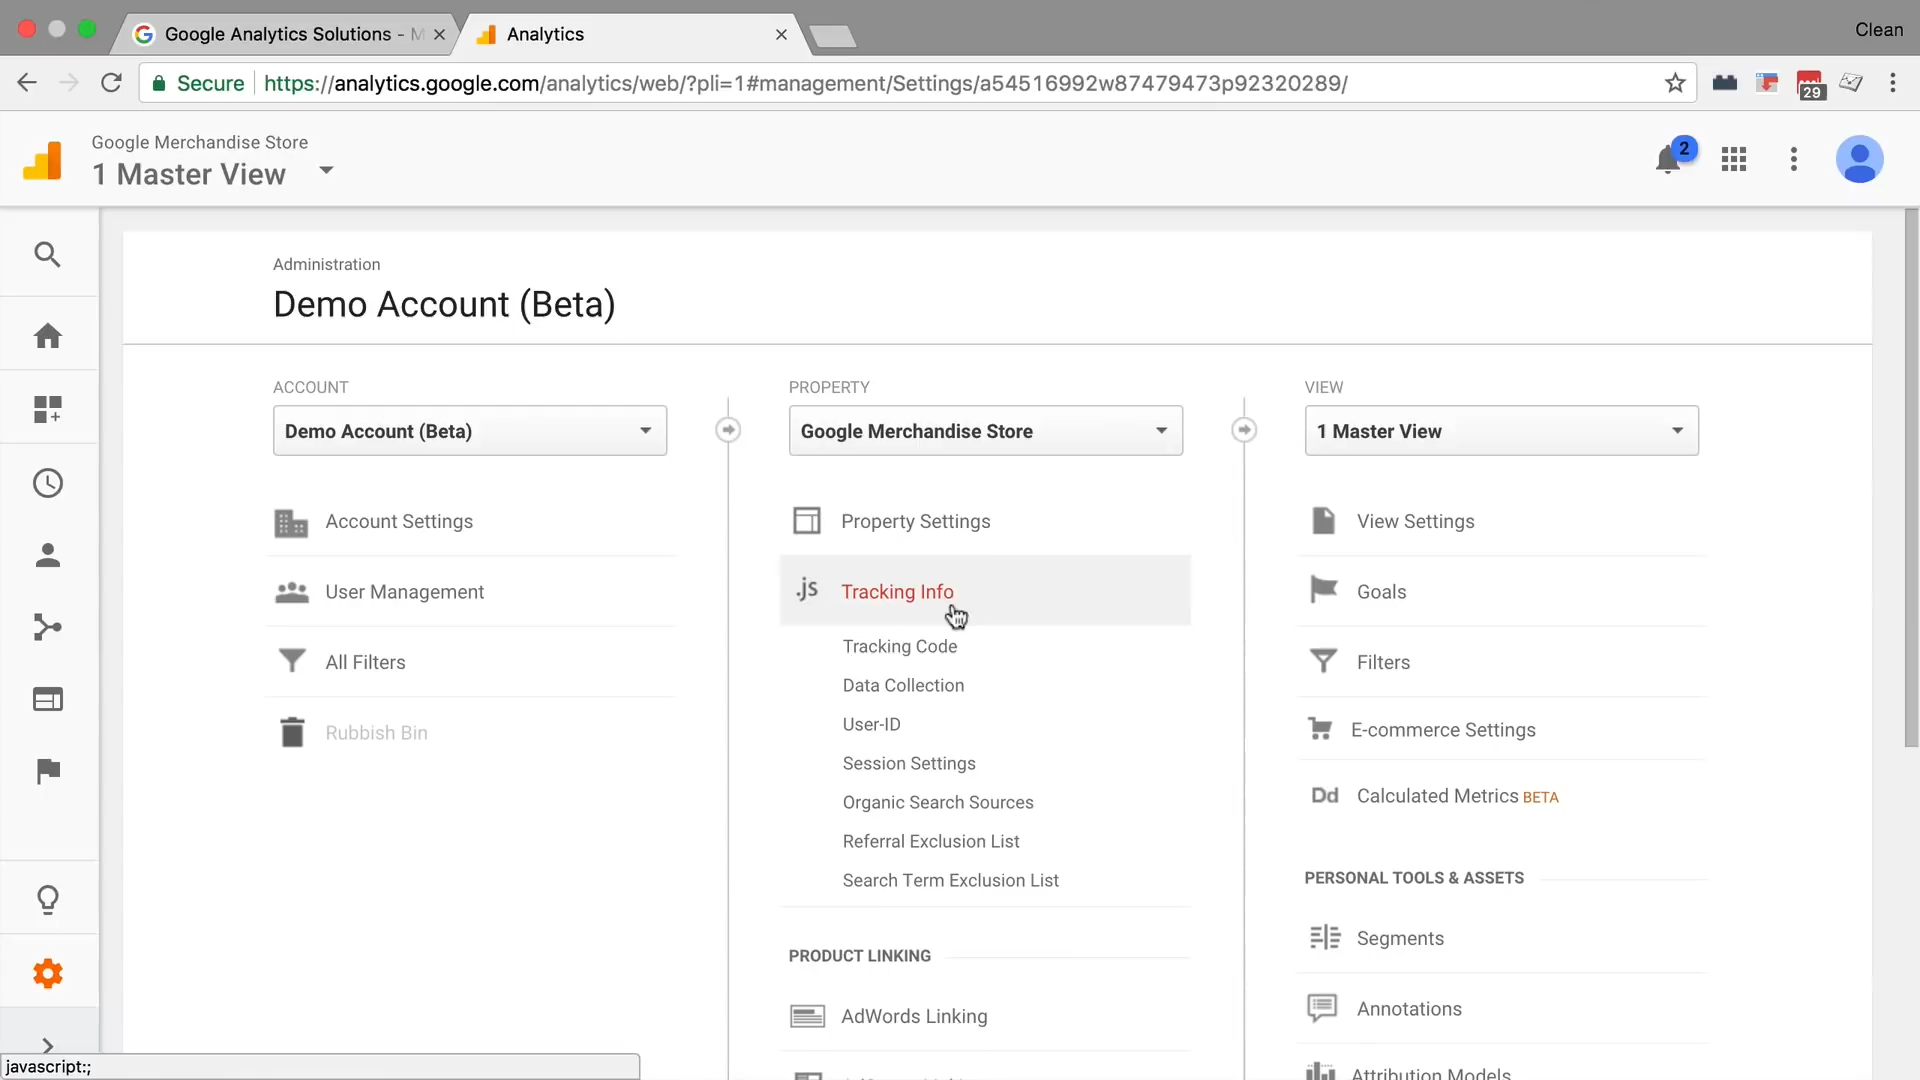 Google Analytics Solutions - M
Analytics
Clean
Secure
https://analytics.google.com/analytics/web/?pli=1#management/Settings/a54516992w87479473p92320289/
29
Google Merchandise Store
1 Master View
2
Administration
Demo Account (Beta)
ACCOUNT
PROPERTY
VIEW
Demo Account (Beta)
Google Merchandise Store
1 Master View
Account Settings
User Management
All Filters
Rubbish Bin
Property Settings
.js Tracking Info
Tracking Code
Data Collection
User-ID
Session Settings
Organic Search Sources
Referral Exclusion List
Search Term Exclusion List
PRODUCT LINKING
AdWords Linking
View Settings
Goals
Filters
E-commerce Settings
Dd Calculated Metrics BETA
PERSONAL TOOLS & ASSETS
Segments
Annotations
Attribution Models
javascript:;